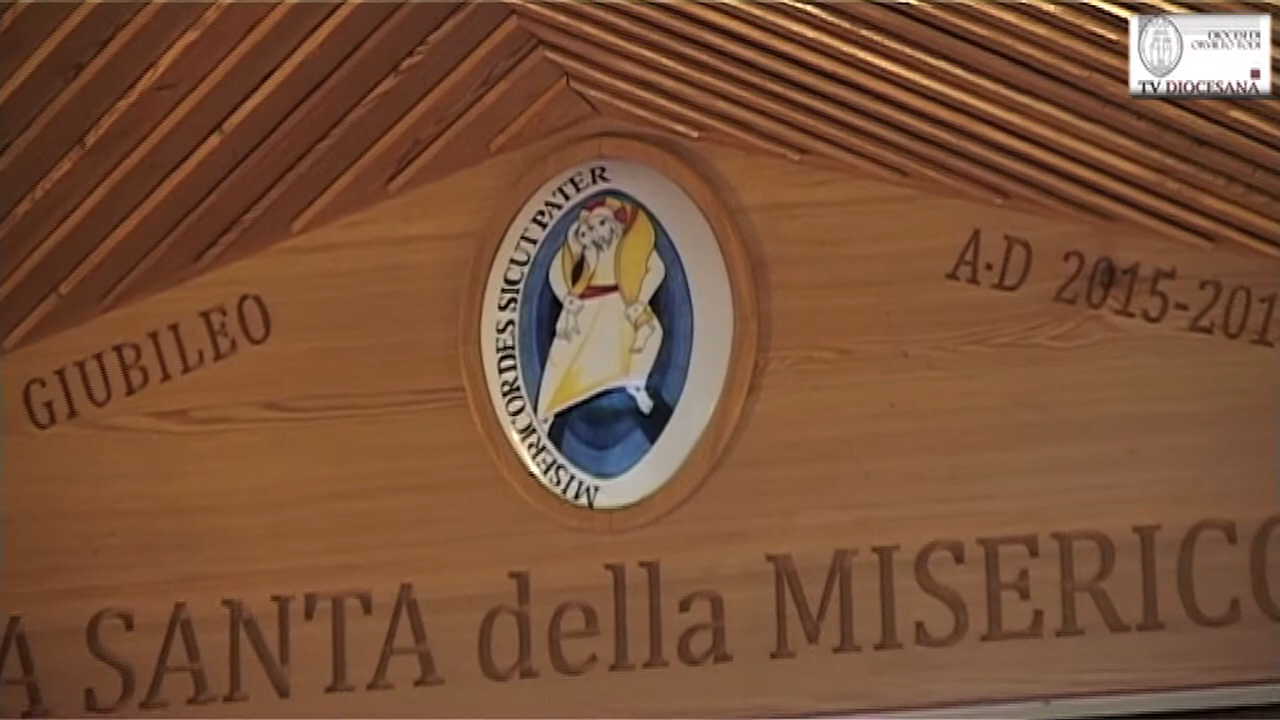 DIOCESI DI
ORVIETO TODI
TV DIOCESANA
MISERICORDES SICUT PATER
GIUBILEO
A.D 2015-201
A SANTA della MISERICO